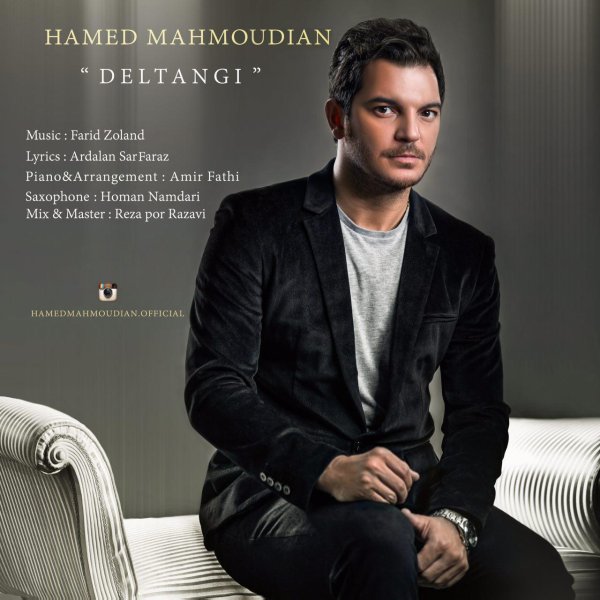 HAMED MAHMOUDIAN
“ DELTANGI ”
Music : Farid Zoland
Lyrics : Ardalan SarFaraz
Piano&Arrangement : Amir Fathi
Saxophone : Homan Namdari
Mix & Master : Reza por Razavi
HAMEDMAHMOUDIAN.OFFICIAL